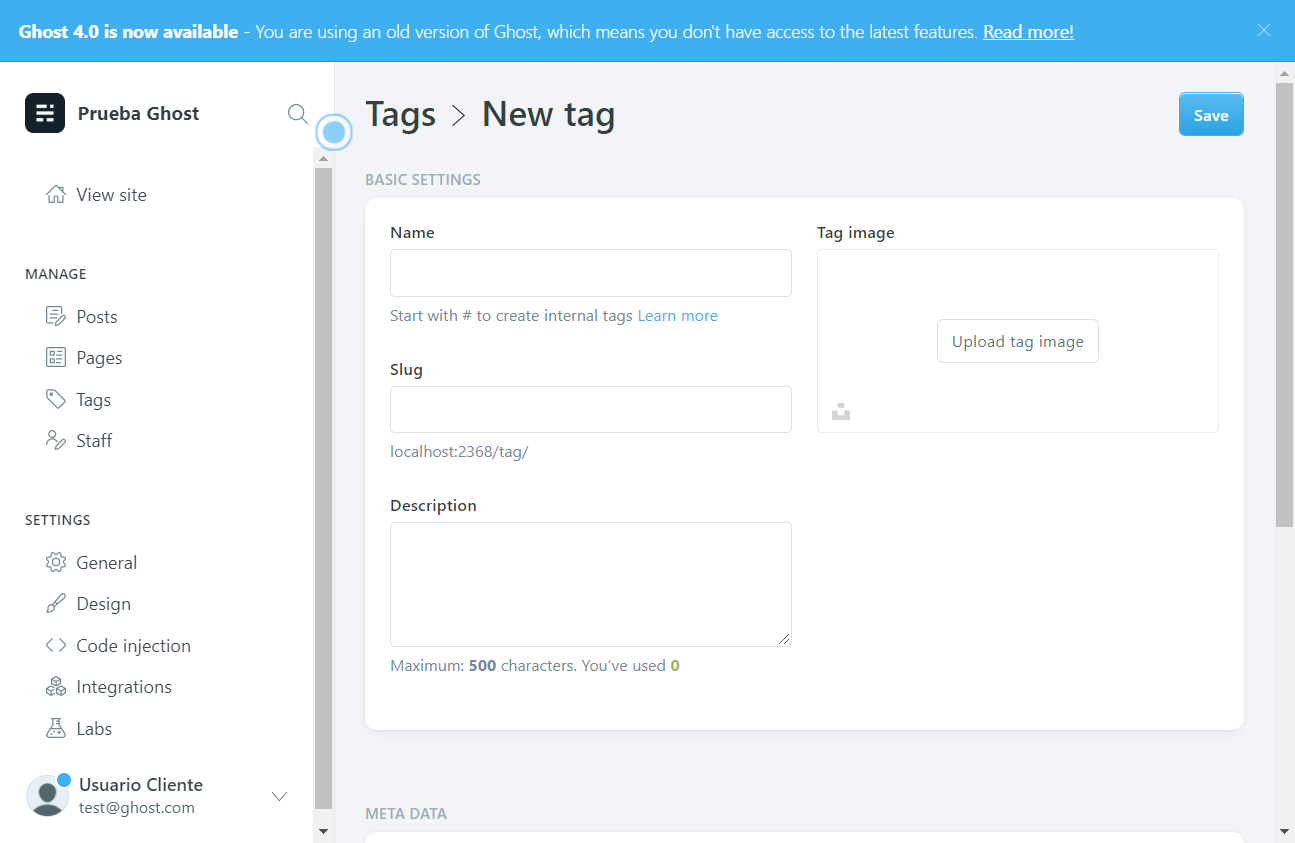 Ghost 4.0 is now available - You are using an old version of Ghost, which means you don't have access to the latest features. Read more!
Prueba Ghost
View site
MANAGE
Posts
Pages
Tags
Staff
SETTINGS
General
Design
Code injection
Integrations
Labs
Usuario Cliente
test@ghost.com
Tags > New tag
Save
BASIC SETTINGS
Name
Start with # to create internal tags Learn more
Slug
localhost:2368/tag/
Description
Maximum: 500 characters. You’ve used 0
Tag image
Upload tag image
META DATA